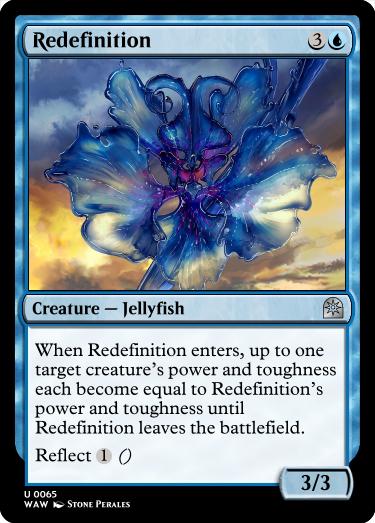 Redefinition 3
Creature — Jellyfish
When Redefinition enters, up to one
target creature's power and toughness
each become equal to Redefinition's
power and toughness until
Redefinition leaves the battlefield.
Reflect 1 ()
3/3
U 0065
WAW Stone Perales